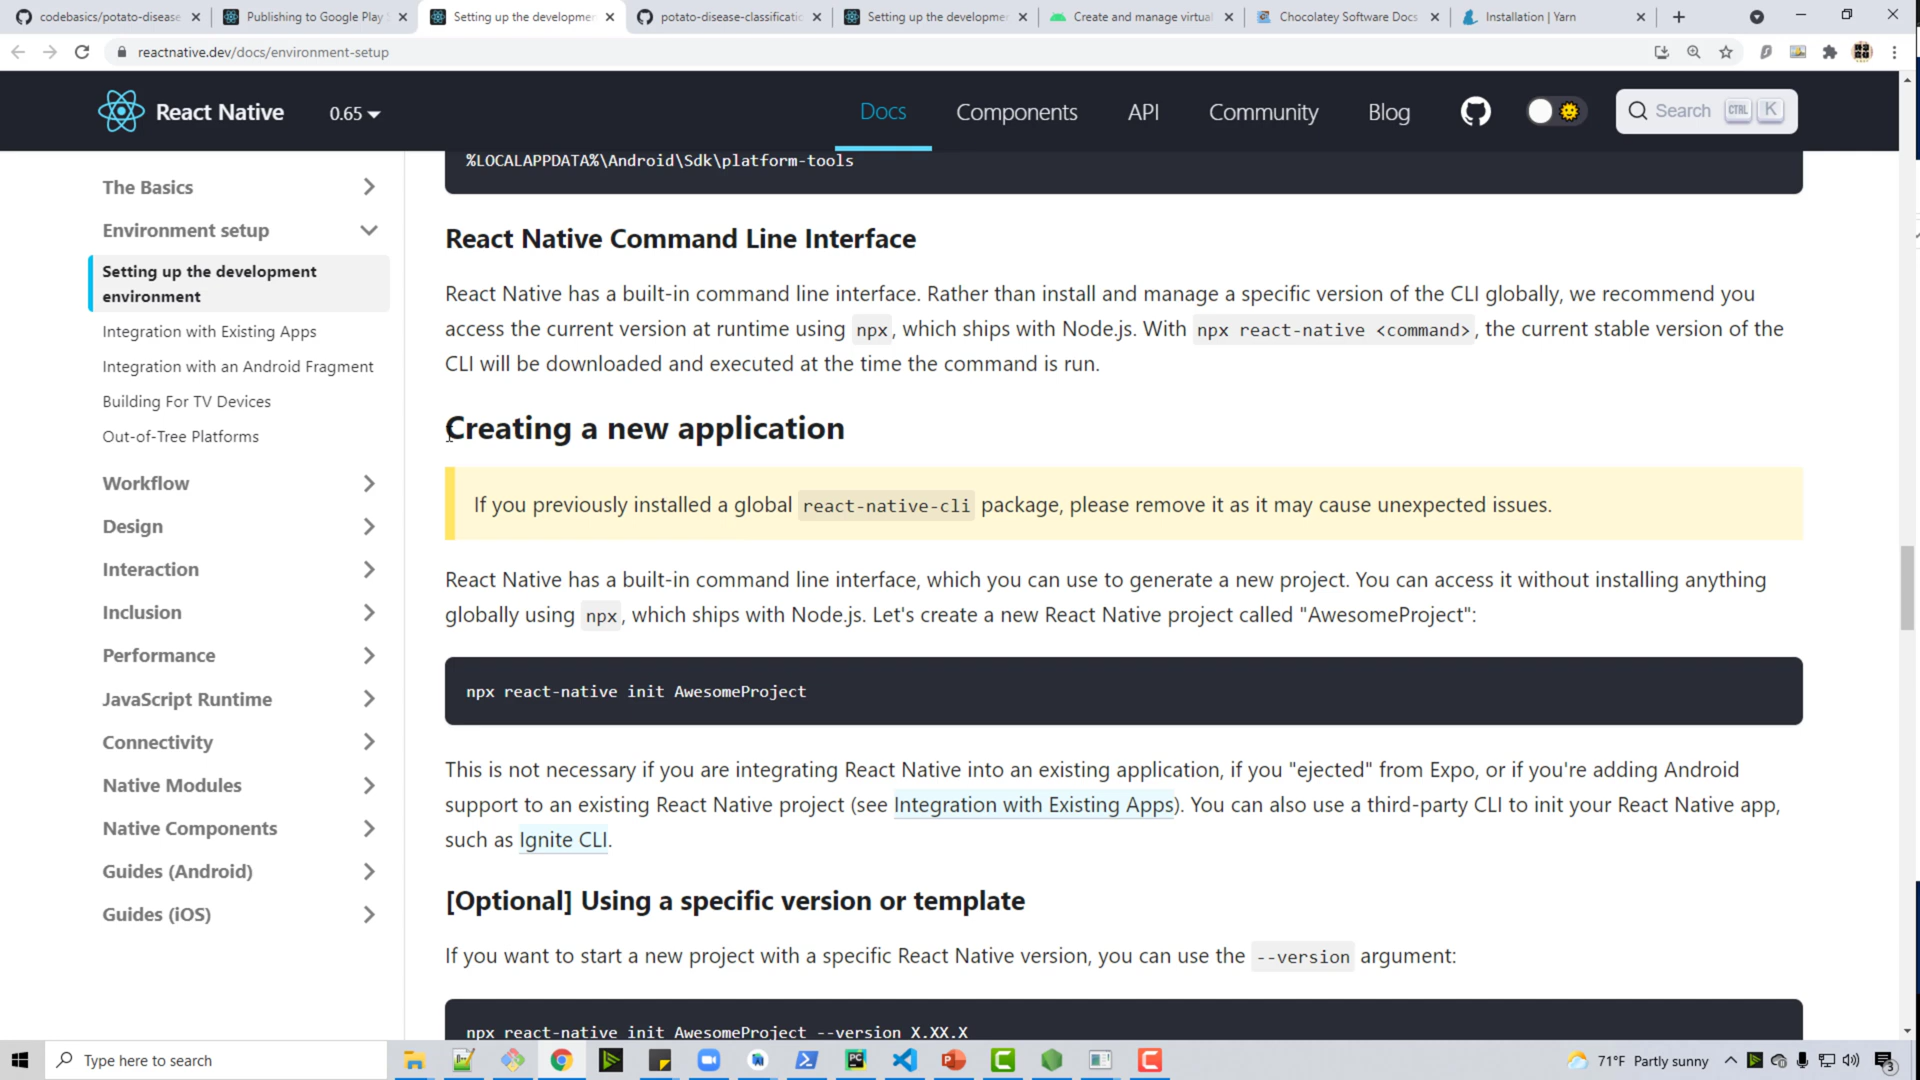 codebasics/potato-disease
Publishing to Google Play
Setting up the developmen
potato-disease-classificatio
Setting up the developme
Create and manage virtual
Chocolatey Software Docs
Installation | Yarn
reactnative.dev/docs/environment-setup
React Native
0.65
Docs
Components
API
Community
Blog
Search
CTRL
K
The Basics
Environment setup
Setting up the development
environment
Integration with Existing Apps
Integration with an Android Fragment
Building For TV Devices
Out-of-Tree Platforms
Workflow
Design
Interaction
Inclusion
Performance
JavaScript Runtime
Connectivity
Native Modules
Native Components
Guides (Android)
Guides (iOS)
%LOCALAPPDATA%\Android\Sdk\platform-tools
React Native Command Line Interface
React Native has a built-in command line interface. Rather than install and manage a specific version of the CLI globally, we recommend you
access the current version at runtime using npx, which ships with Node.js. With npx react-native <command>, the current stable version of the
CLI will be downloaded and executed at the time the command is run.
Creating a new application
If you previously installed a global react-native-cli package, please remove it as it may cause unexpected issues.
React Native has a built-in command line interface, which you can use to generate a new project. You can access it without installing anything
globally using npx, which ships with Node.js. Let's create a new React Native project called "AwesomeProject":
npx react-native init AwesomeProject
This is not necessary if you are integrating React Native into an existing application, if you "ejected" from Expo, or if you're adding Android
support to an existing React Native project (see Integration with Existing Apps). You can also use a third-party CLI to init your React Native app,
such as Ignite CLI.
[Optional] Using a specific version or template
If you want to start a new project with a specific React Native version, you can use the --version argument:
npx react-native init AwesomeProject --version X.XX.X
Type here to search
71°F Partly sunny
3